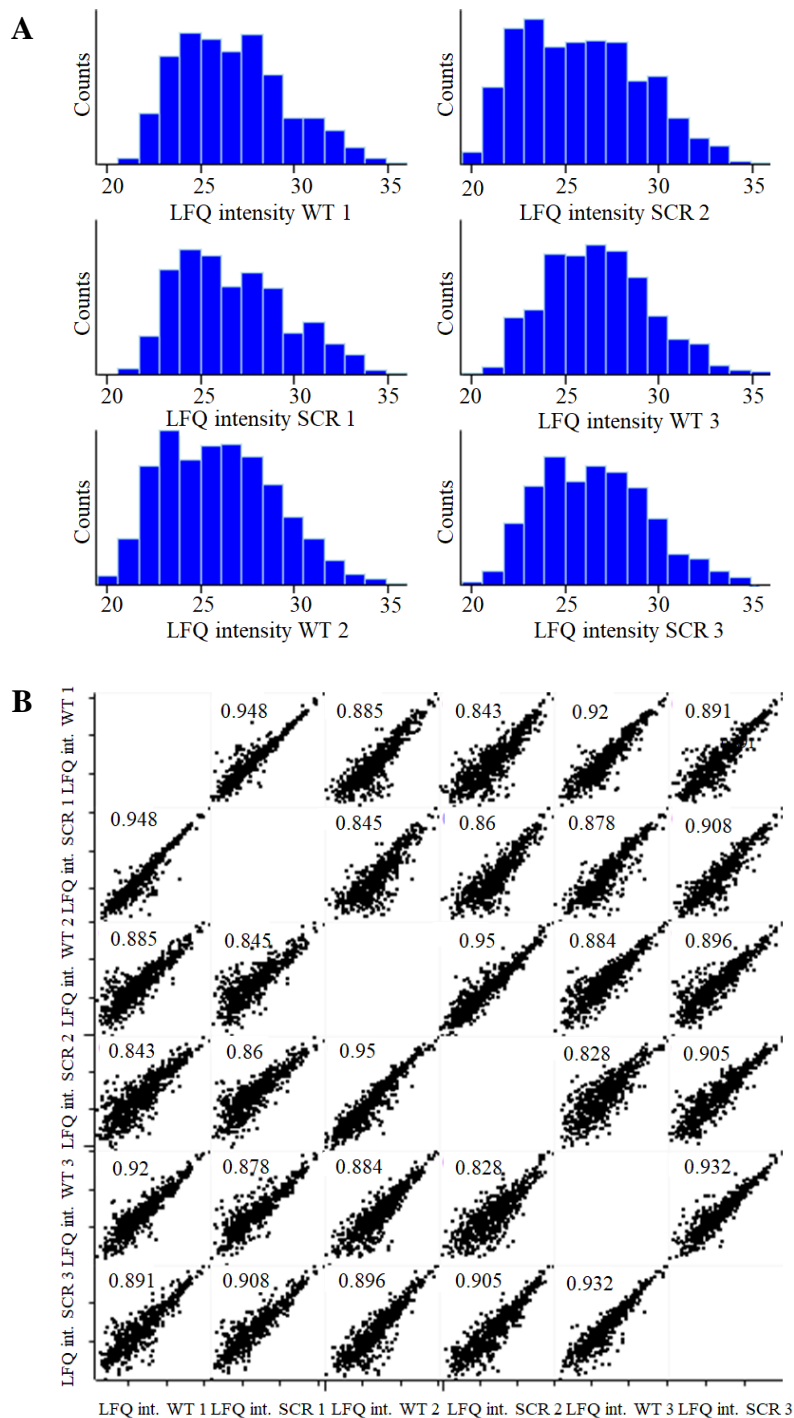 A
Counts
20 25 30 35
LFQ intensity WT 1
Counts
20 25 30 35
LFQ intensity SCR 2
Counts
20 25 30 35
LFQ intensity SCR 1
Counts
20 25 30 35
LFQ intensity WT 3
Counts
20 25 30 35
LFQ intensity WT 2
Counts
20 25 30 35
LFQ intensity SCR 3
B
LFQ int. WT 1
0.948 0.885 0.843 0.92 0.891
LFQ int. SCR 1
0.948 0.845 0.86 0.878 0.908
LFQ int. WT 2
0.885 0.845 0.95 0.884 0.896
LFQ int. SCR 2
0.843 0.86 0.95 0.828 0.905
LFQ int. WT 3
0.92 0.878 0.884 0.828 0.932
LFQ int. SCR 3
0.891 0.908 0.896 0.905 0.932
LFQ int. WT 1 LFQ int. SCR 1 LFQ int. WT 2 LFQ int. SCR 2 LFQ int. WT 3 LFQ int. SCR 3